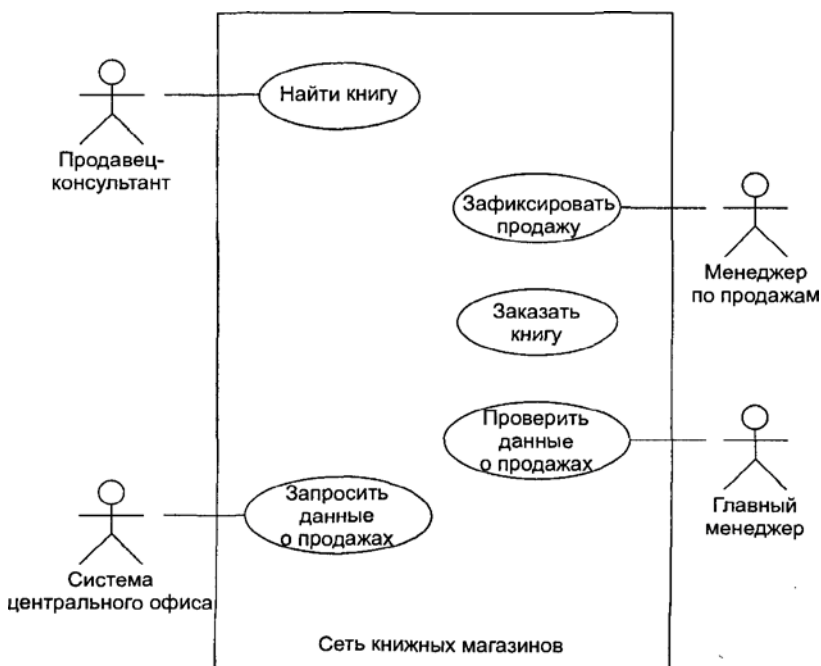 Найти книгу
Продавец-
консультант
Зафиксировать
продажу
Менеджер
по продажам
Заказать
книгу
Проверить
данные
о продажах
Главный
менеджер
Запросить
данные
о продажах
Система
центрального офиса
Сеть книжных магазинов